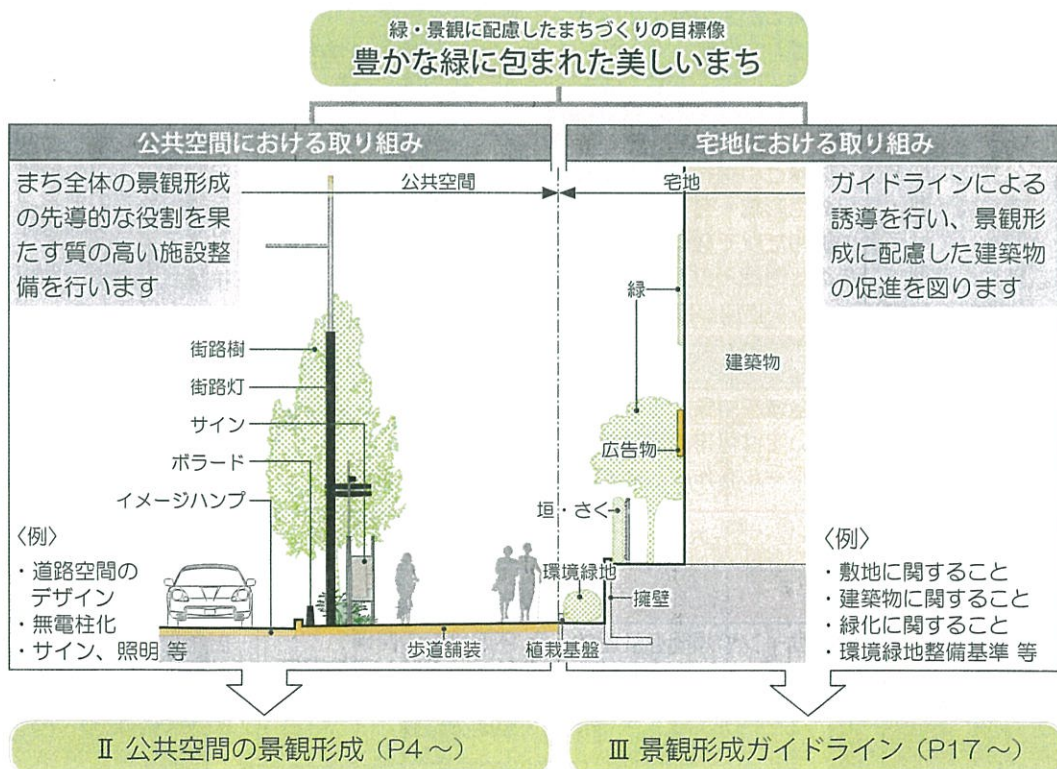 緑・景観に配慮したまちづくりの目標像
豊かな緑に包まれた美しいまち
公共空間における取り組み
まち全体の景観形成
の先導的な役割を果
たす質の高い施設整
備を行います
公共空間
街路樹
街路灯
サイン
ボラード
イメージハンプ
〈例〉
・道路空間の
デザイン
・無電柱化
・サイン、照明 等
歩道舗装
宅地における取り組み
宅地
ガイドラインによる
誘導を行い、景観形
成に配慮した建築物
の促進を図ります
緑
建築物
広告物
垣・さく
環境緑地
擁壁
植栽基盤
〈例〉
・敷地に関すること
・建築物に関すること
・緑化に関すること
・環境緑地整備基準 等
Ⅱ 公共空間の景観形成（P4～）
Ⅲ 景観形成ガイドライン（P17～）